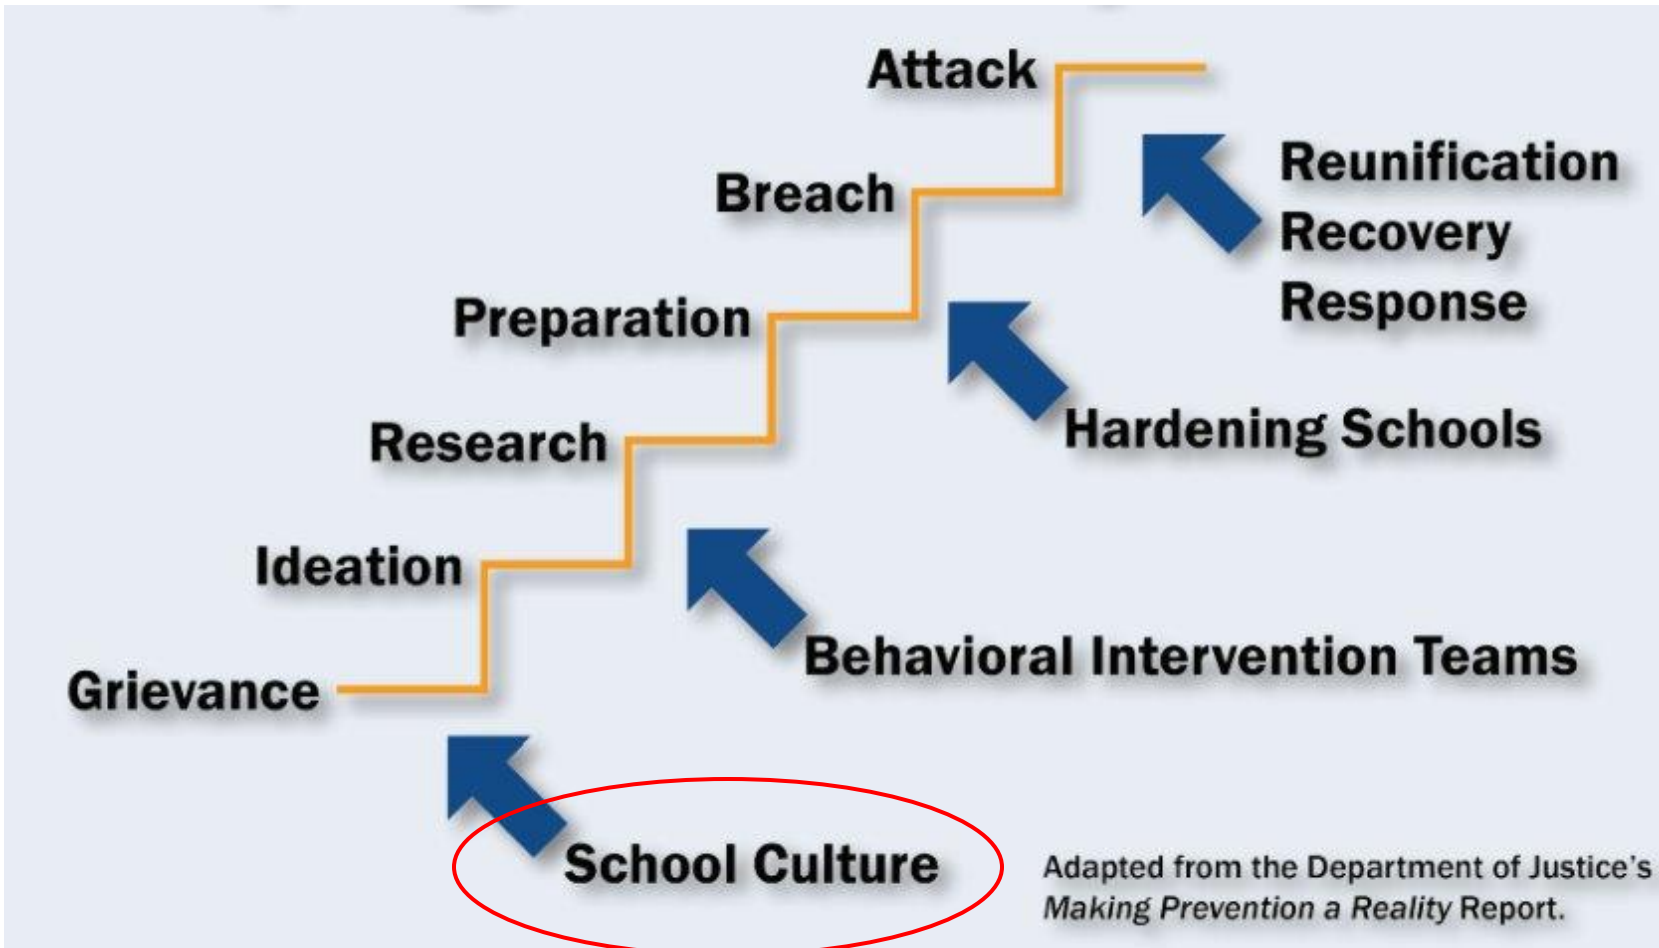 Attack
Reunification
Recovery
Response
Breach
Preparation
Hardening Schools
Research
Ideation
Behavioral Intervention Teams
Grievance
School Culture
Adapted from the Department of Justice's
Making Prevention a Reality Report.